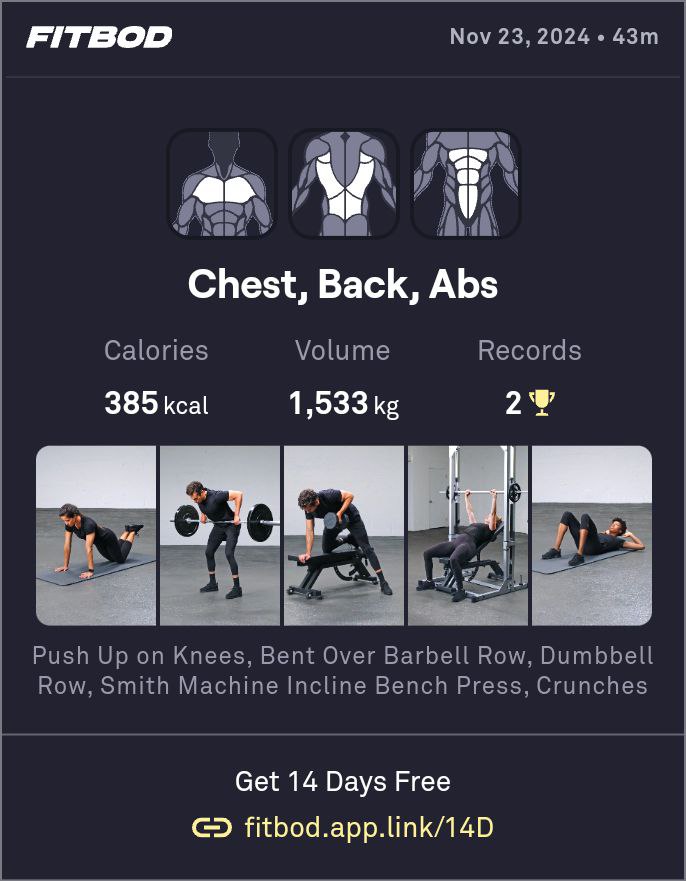 FITBOD
Nov 23, 2024 • 43m
Chest, Back, Abs
Calories
Volume
Records
385 kcal
1,533 kg
2
Push Up on Knees, Bent Over Barbell Row, Dumbbell
Row, Smith Machine Incline Bench Press, Crunches
Get 14 Days Free
fitbod.app.link/14D